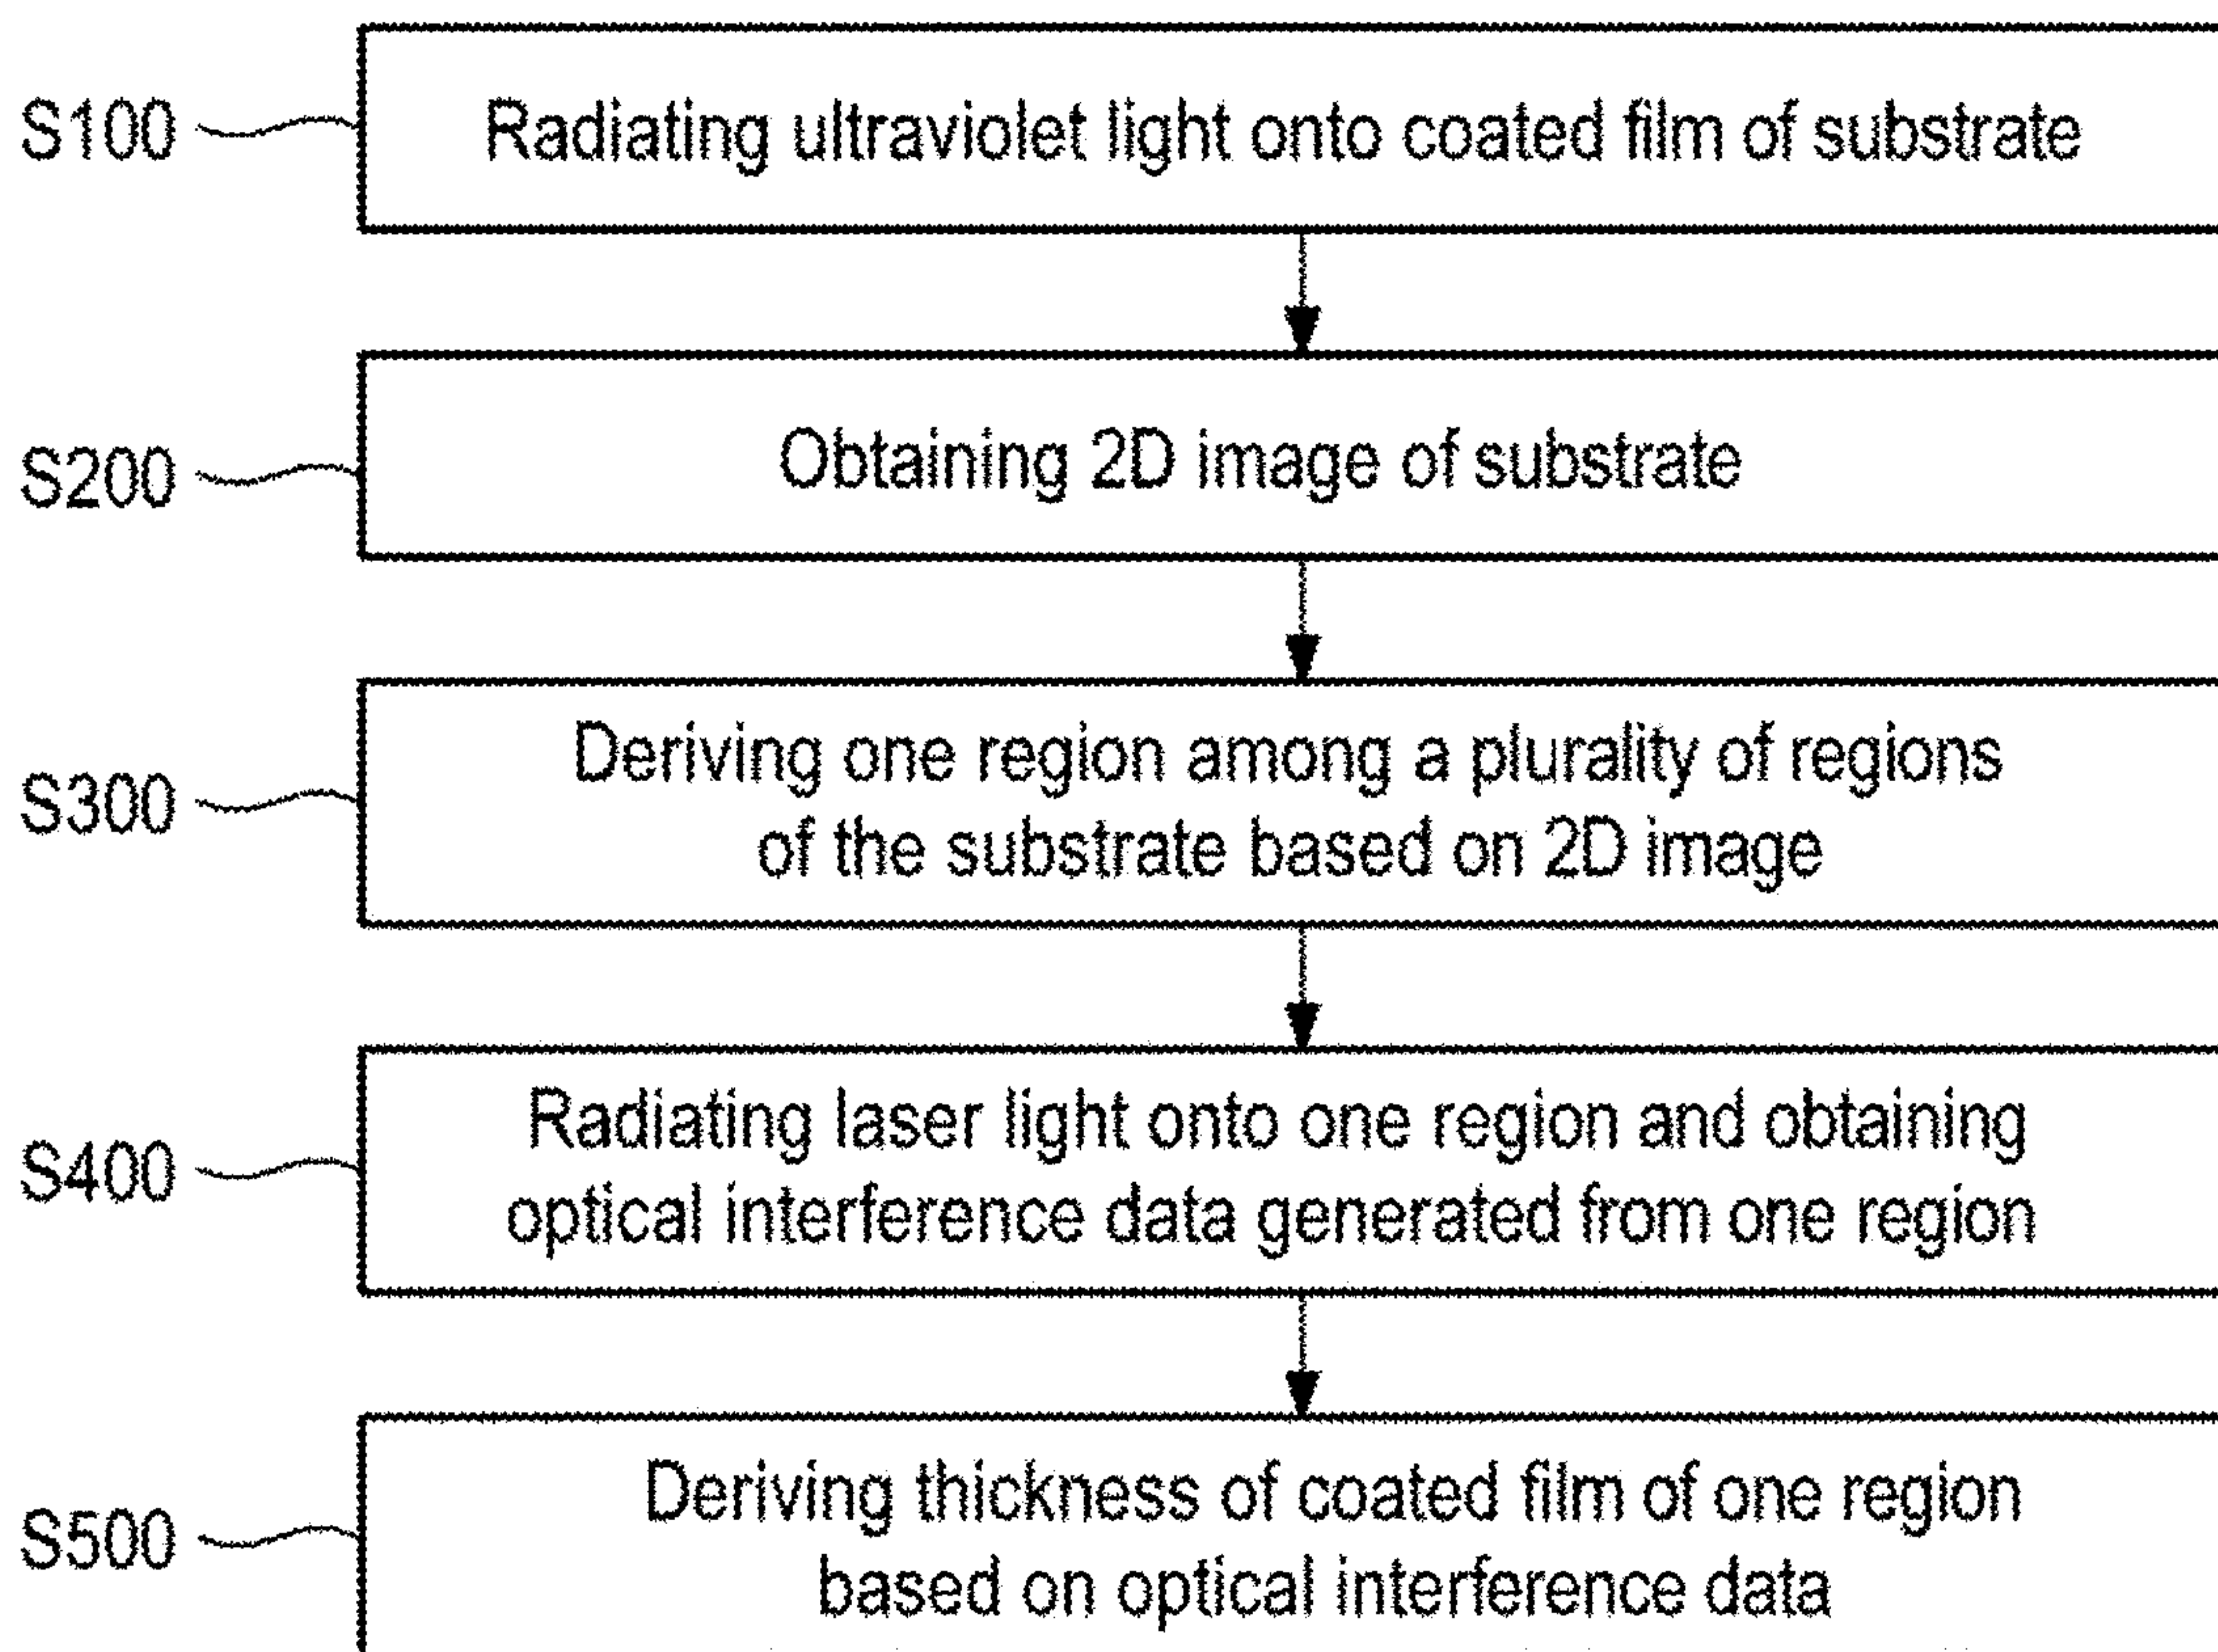 S100
Radiating ultraviolet light onto coated film of substrate
S200
Obtaining 2D image of substrate
S300
Deriving one region among a plurality of regions
of the substrate based on 2D image
S400
Radiating laser light onto one region and obtaining
optical interference data generated from one region
S500
Deriving thickness of coated film of one region
based on optical interference data